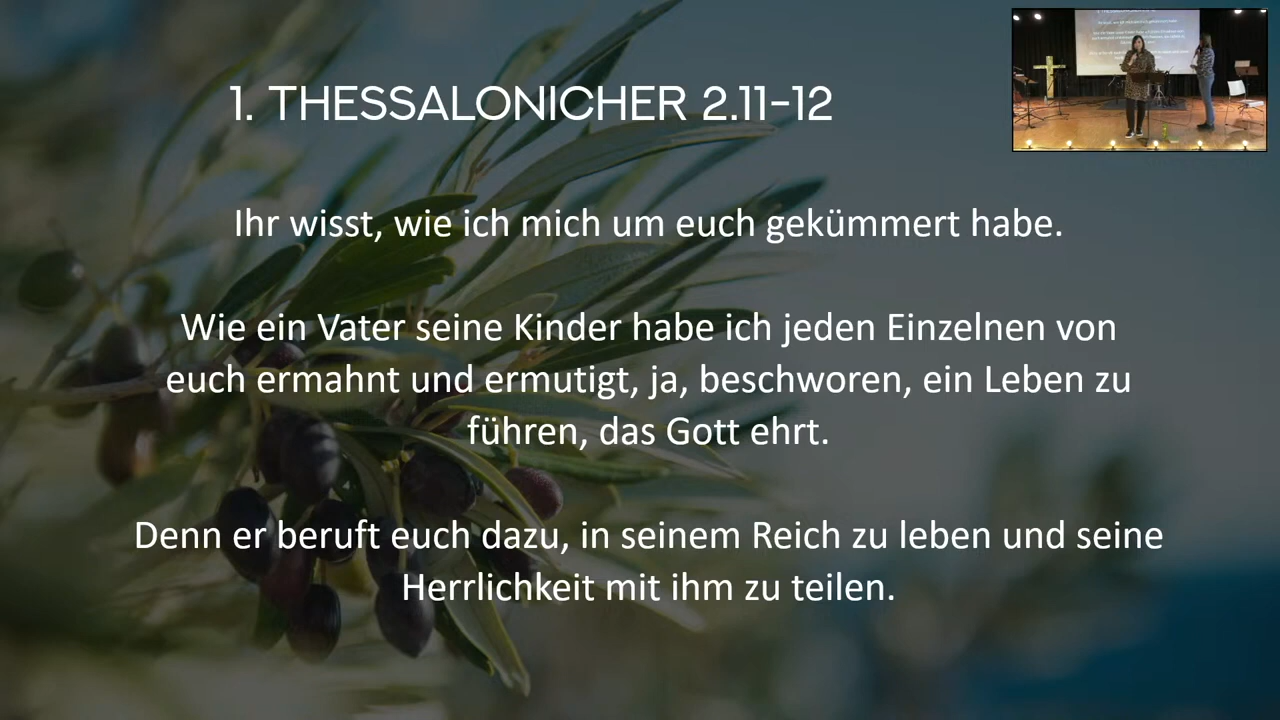 1. THESSALONICHER 2.11-12
Ihr wisst, wie ich mich um euch gekümmert habe.
Wie ein Vater seine Kinder habe ich jeden Einzelnen von
euch ermahnt und ermutigt, ja, beschworen, ein Leben zu
führen, das Gott ehrt.
Denn er beruft euch dazu, in seinem Reich zu leben und seine
Herrlichkeit mit ihm zu teilen.